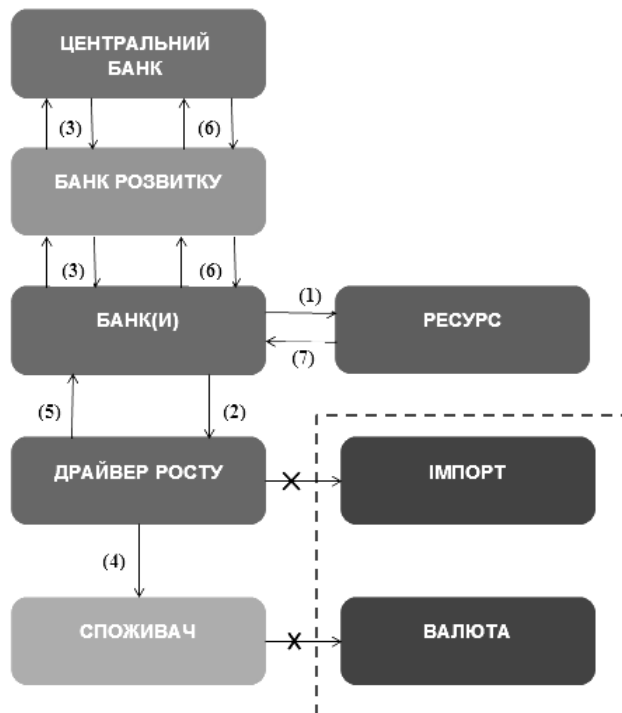 ЦЕНТРАЛЬНИЙ
БАНК
(3)
(6)
БАНК РОЗВИТКУ
(3)
(6)
БАНК(И)
(1)
РЕСУРС
(7)
(5)
(2)
ДРАЙВЕР РОСТУ
ІМПОРТ
(4)
СПОЖИВАЧ
ВАЛЮТА